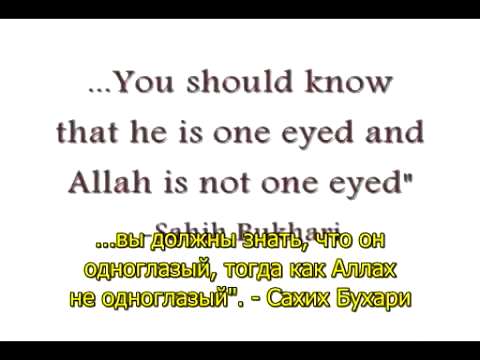 ...You should know
that he is one eyed and
Allah is not one eyed"
-Sahih Bukhari
...вы должны знать, что он
одноглазый, тогда как Аллах
не одноглазый". - Сахих Бухари